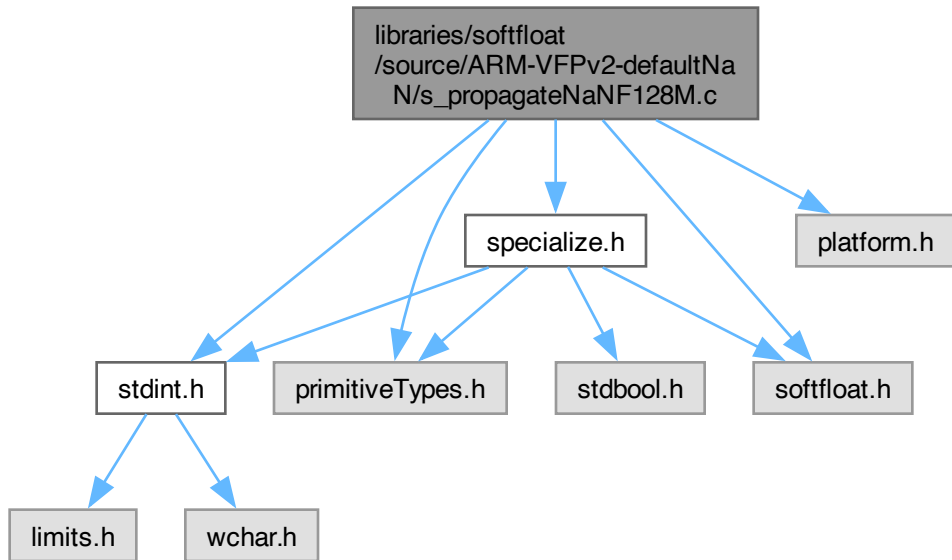 libraries/softfloat
/source/ARM-VFPv2-defaultNa
N/s_propagateNaNF128M.c
specialize.h
platform.h
stdint.h
primitiveTypes.h
stdbool.h
softfloat.h
limits.h
wchar.h